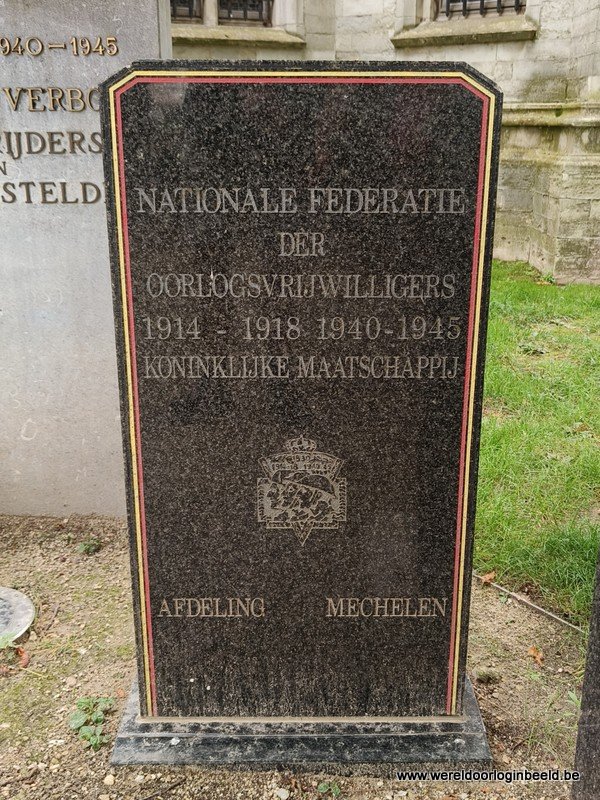 1940-1945
VERBO
RIJDERS
N
STELDE
NATIONALE FEDERATIE
DER
OORLOGSVRIJWILLIGERS
1914 - 1918 1940-1945
KONINKLIJKE MAATSCHAPPIJ
AFDELING MECHELEN
www.wereldoorloginbeeld.be